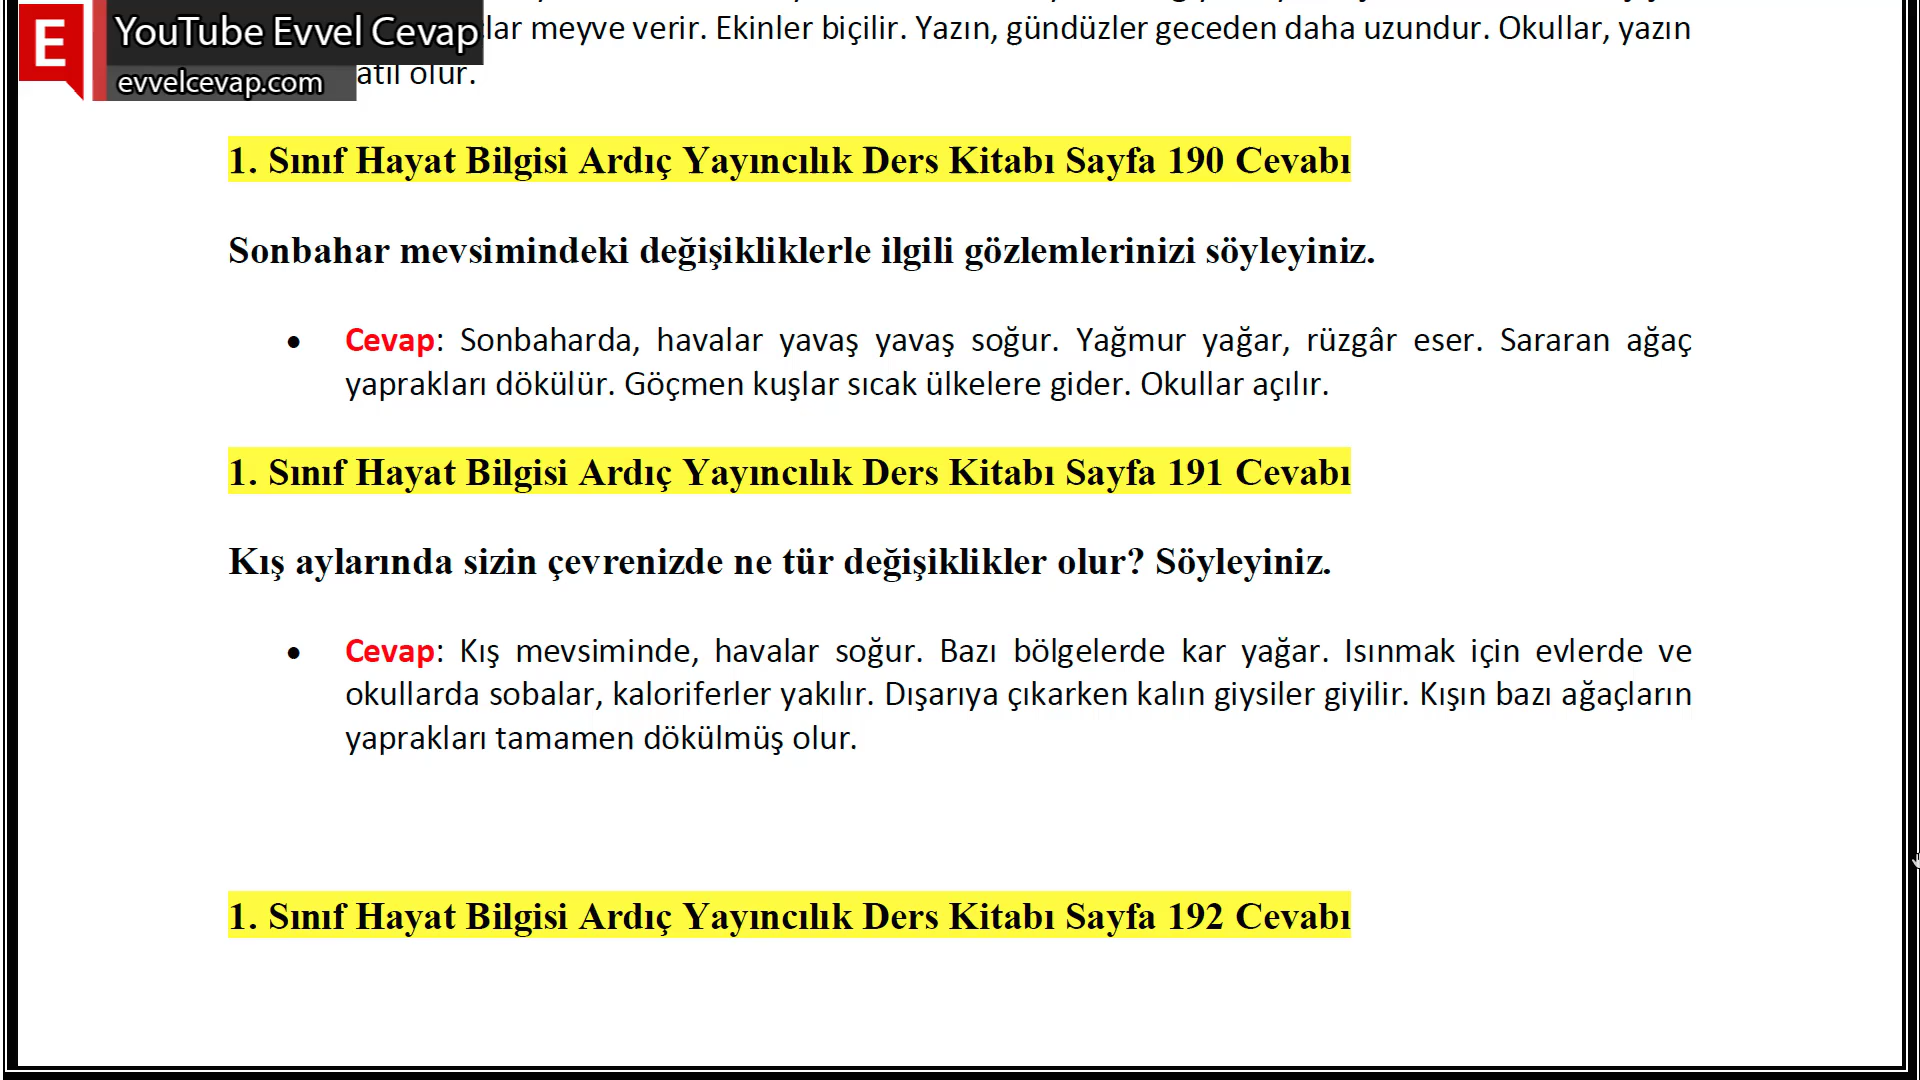 E
YouTube Evvel Cevap
evvelcevap.com
lar meyve verir. Ekinler biçilir. Yazın, gündüzler geceden daha uzundur. Okullar, yazın
atil olur.
1. Sınıf Hayat Bilgisi Ardıç Yayıncılık Ders Kitabı Sayfa 190 Cevabı
Sonbahar mevsimindeki değişikliklerle ilgili gözlemlerinizi söyleyiniz.
• Cevap: Sonbaharda, havalar yavaş yavaş soğur. Yağmur yağar, rüzgâr eser. Sararan ağaç
yaprakları dökülür. Göçmen kuşlar sıcak ülkelere gider. Okullar açılır.
1. Sınıf Hayat Bilgisi Ardıç Yayıncılık Ders Kitabı Sayfa 191 Cevabı
Kış aylarında sizin çevrenizde ne tür değişiklikler olur? Söyleyiniz.
• Cevap: Kış mevsiminde, havalar soğur. Bazı bölgelerde kar yağar. Isınmak için evlerde ve
okullarda sobalar, kaloriferler yakılır. Dışarıya çıkarken kalın giysiler giyilir. Kışın bazı ağaçların
yaprakları tamamen dökülmüş olur.
1. Sınıf Hayat Bilgisi Ardıç Yayıncılık Ders Kitabı Sayfa 192 Cevabı